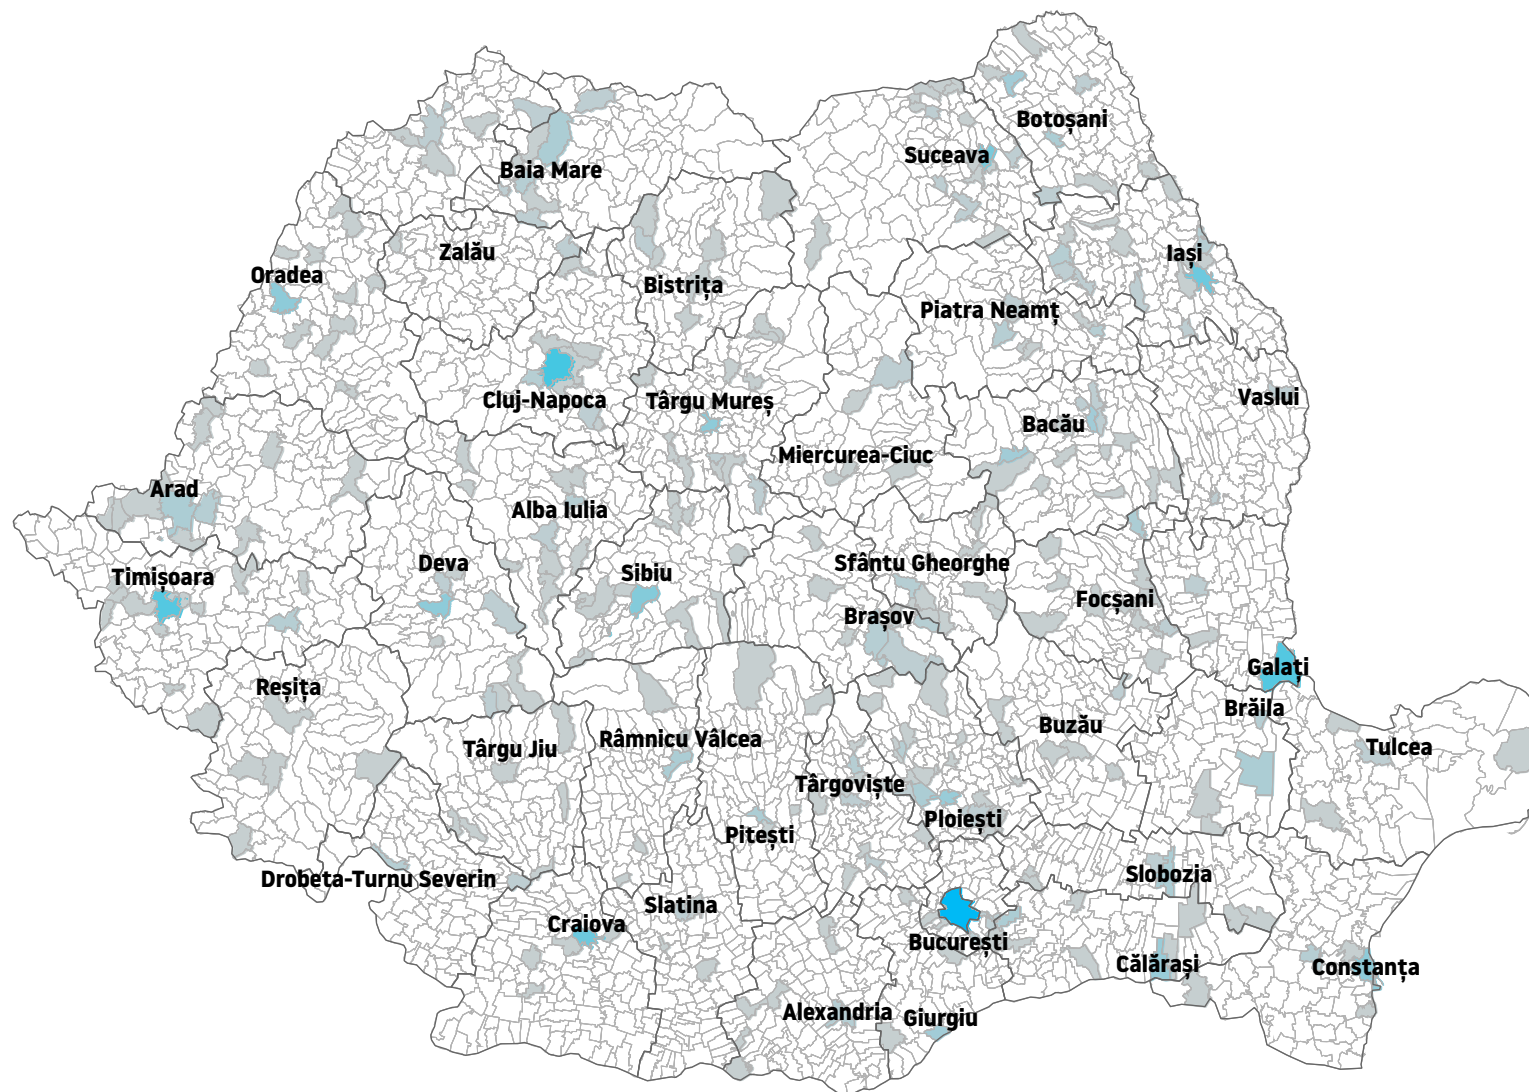 Botoșani
Suceava
Baia Mare
Zalău
Iași
Oradea
Bistrița
Piatra Neamț
Vaslui
Cluj-Napoca
Târgu Mureș
Bacău
Miercurea-Ciuc
Arad
Alba Iulia
Deva
Sfântu Gheorghe
Sibiu
Timișoara
Focșani
Brașov
Galați
Reșița
Brăila
Buzău
Râmnicu Vâlcea
Târgu Jiu
Tulcea
Târgoviște
Ploiești
Pitești
Slobozia
Drobeta-Turnu Severin
Slatina
Craiova
București
Călărași
Constanța
Alexandria
Giurgiu